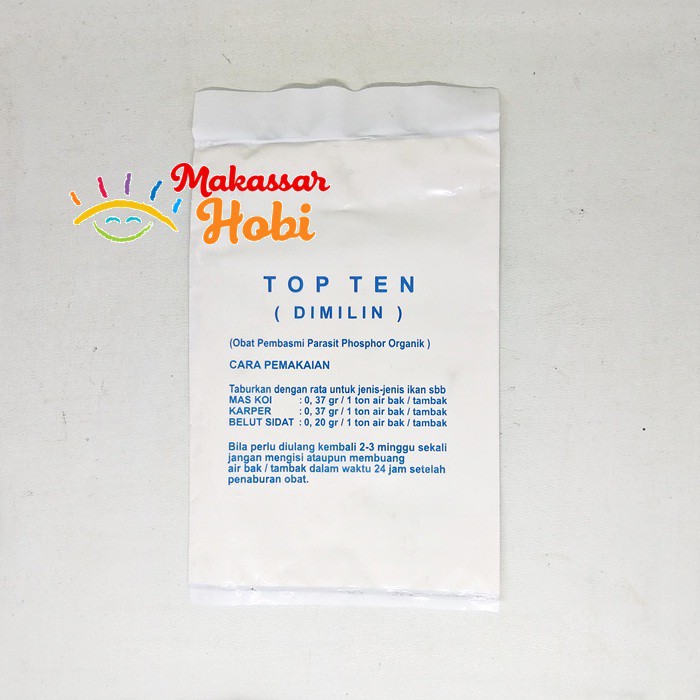 Makassar
Hobi
TOP TEN
( DIMILIN )
(Obat Pembasmi Parasit Phosphor Organik )
CARA PEMAKAIAN
Taburkan dengan rata untuk jenis-jenis ikan sbb
MAS KOI : 0, 37 gr / 1 ton air bak / tambak
KARPER : 0, 37 gr / 1 ton air bak / tambak
BELUT SIDAT : 0, 20 gr / 1 ton air bak / tambak
Bila perlu diulang kembali 2-3 minggu sekali
jangan mengisi ataupun membuang
air bak / tambak dalam waktu 24 jam setelah
penaburan obat.